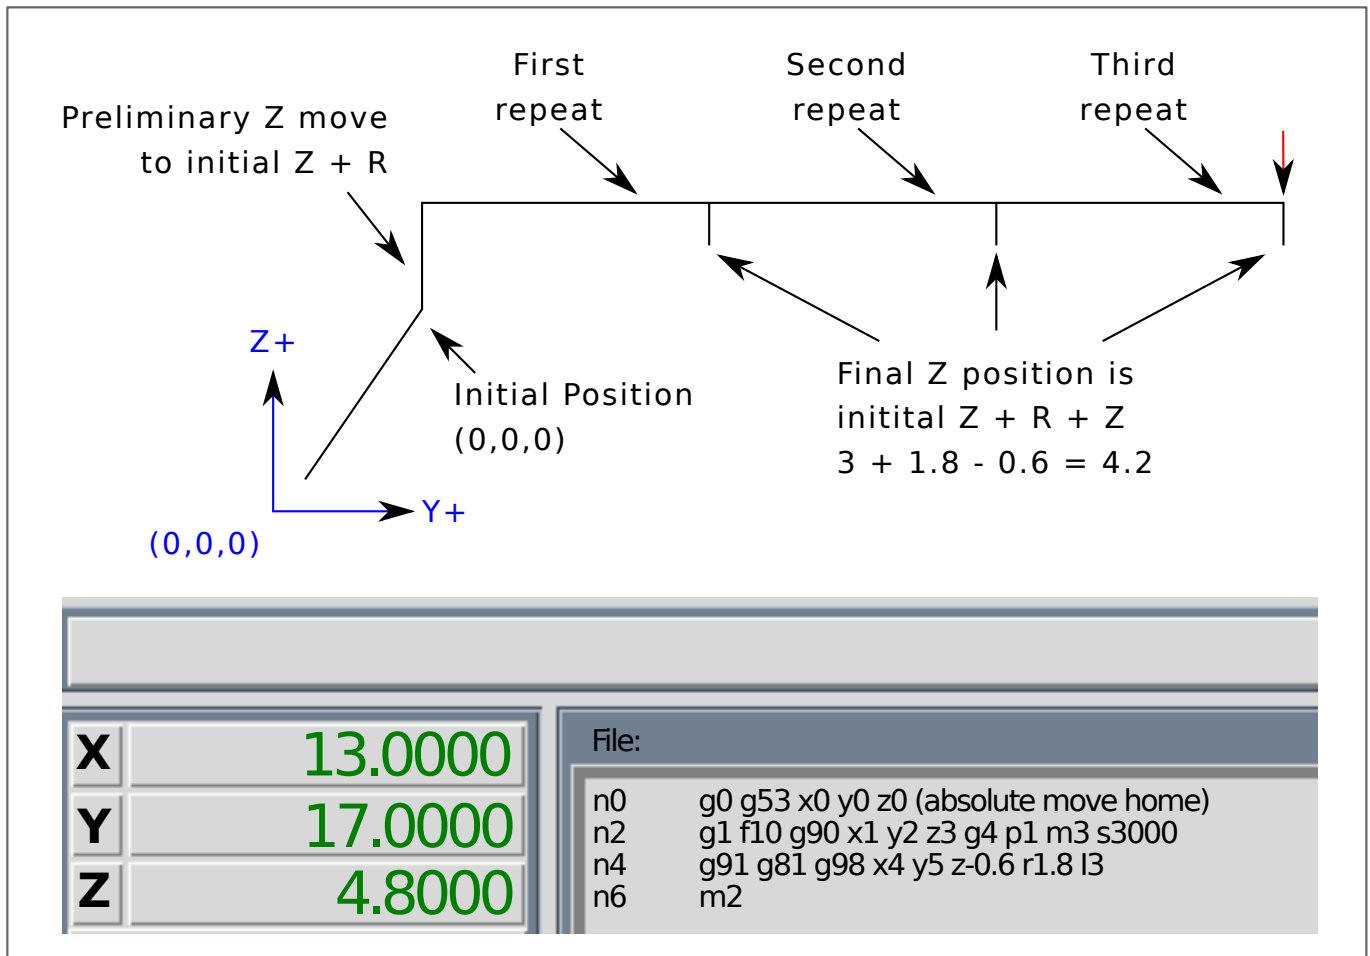 First
repeat
Second
repeat
Third
repeat
Preliminary Z move
to initial Z + R
Z+
Initial Position
(0,0,0)
Final Z position is
initital Z + R + Z
3 + 1.8 - 0.6 = 4.2
Y+
(0,0,0)
X 13.0000
Y 17.0000
Z 4.8000
File:
n0 g0 g53 x0 y0 z0 (absolute move home)
n2 g1 f10 g90 x1 y2 z3 g4 p1 m3 s3000
n4 g91 g81 g98 x4 y5 z-0.6 r1.8 l3
n6 m2